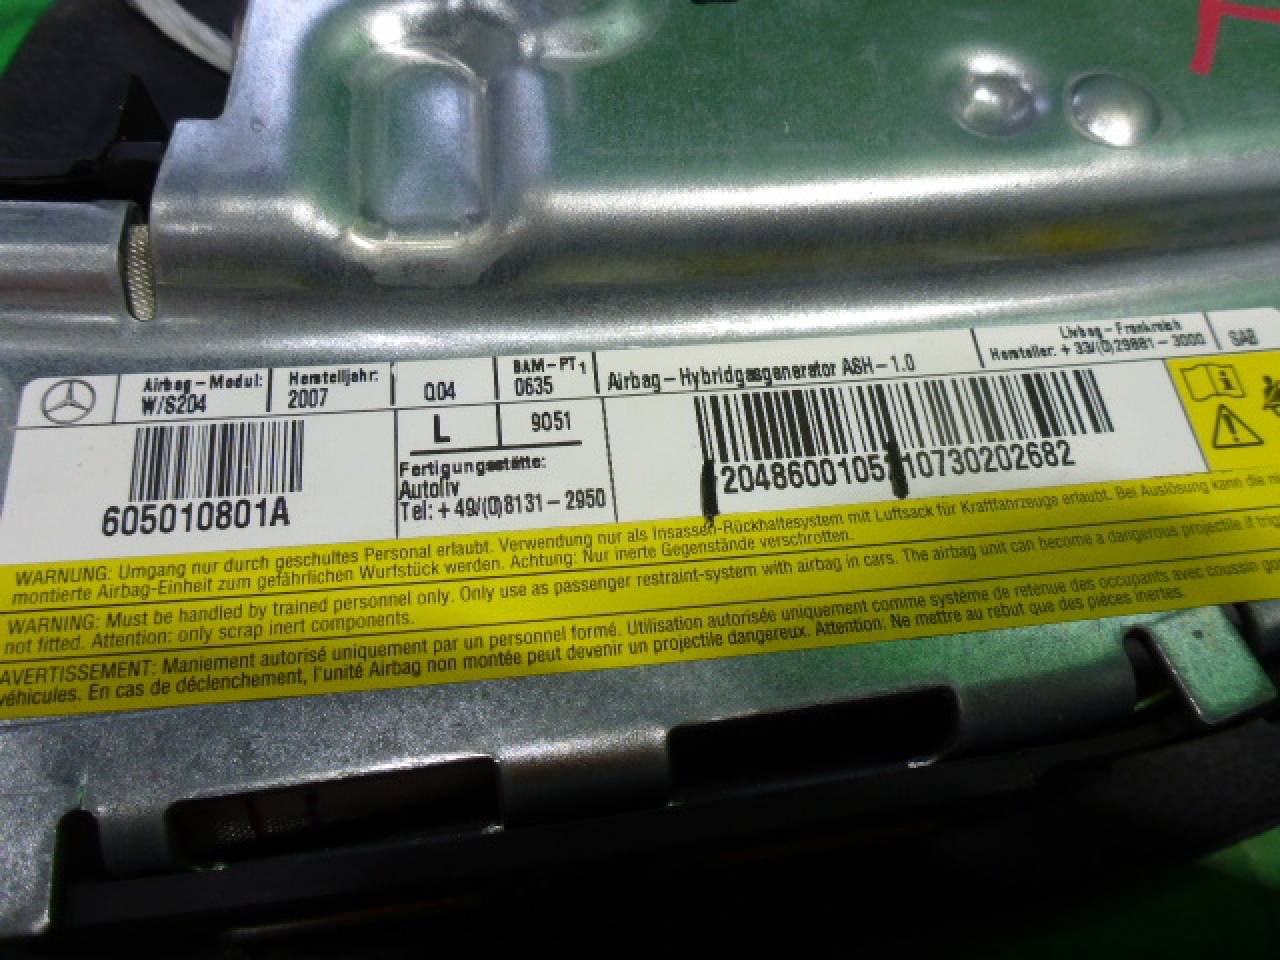 Airbag-Modul:
W/S204
Herstelljahr:
2007
Q04
BAM-PT1
0635
Airbag-Hybridgasgenerator ASH-1.0
Livbag-Frankreich
Hersteller: +33/(0)29881-3000
SAB
L
9051
605010801A
Fertigungsstätte:
Autoliv
Tel: +49/(0)8131-2950
2048600105
10730202682
WARNUNG: Umgang nur durch geschultes Personal erlaubt. Verwendung nur als Insassen-Rückhaltesystem mit Luftsack für Kraftfahrzeuge erlaubt. Bei Auslösung kann die
montierte Airbag-Einheit zum gefährlichen Wurfstück werden. Achtung: Nur inerte Gegenstände verschrotten.
WARNING: Must be handled by trained personnel only. Only use as passenger restraint-system with airbag in cars. The airbag unit can become a dangerous projectile if
not fitted. Attention: only scrap inert components.
AVERTISSEMENT: Maniement autorisé uniquement par un personnel formé. Utilisation autorisée uniquement comme système de retenue des occupants avec coussin
véhicules. En cas de déclenchement, l'unité Airbag non montée peut devenir un projectile dangereux. Attention. Ne mettre au rebut que des pièces inertes.